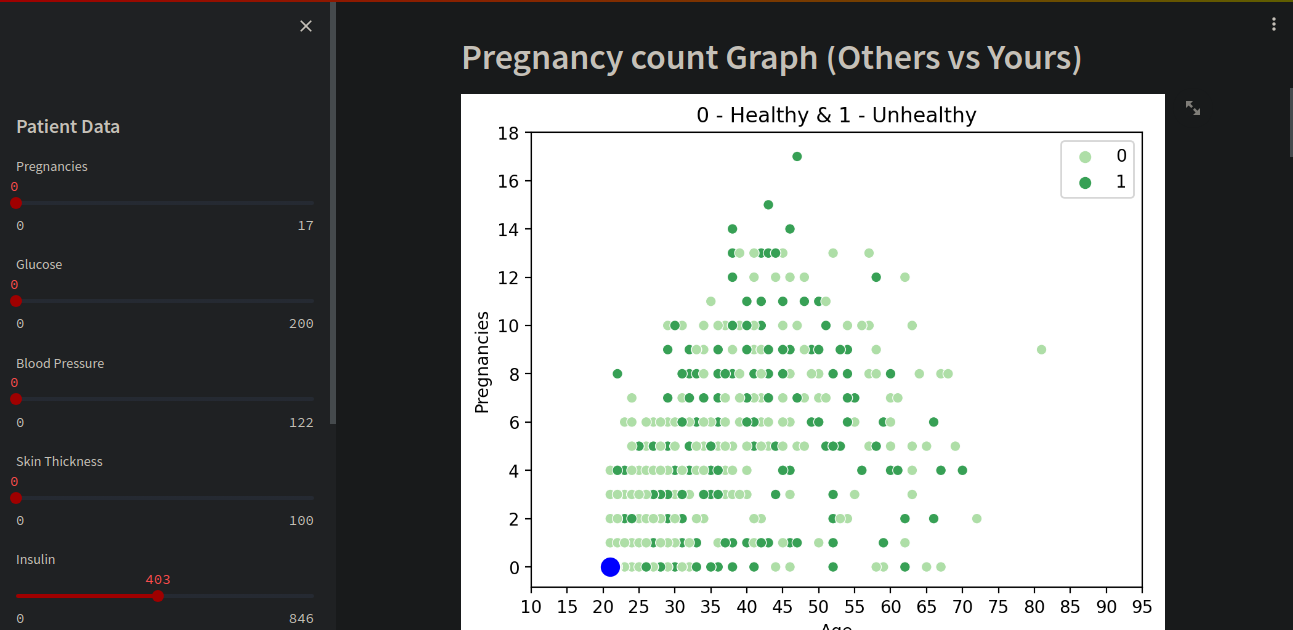 Patient Data
Pregnancies
0
0 17
Glucose
0
0 200
Blood Pressure
0
0 122
Skin Thickness
0
0 100
Insulin
403
0 846
Pregnancy count Graph (Others vs Yours)
0 - Healthy & 1 - Unhealthy
0
1
Pregnancies
18
16
14
12
10
8
6
4
2
0
10 15 20 25 30 35 40 45 50 55 60 65 70 75 80 85 90 95
Age